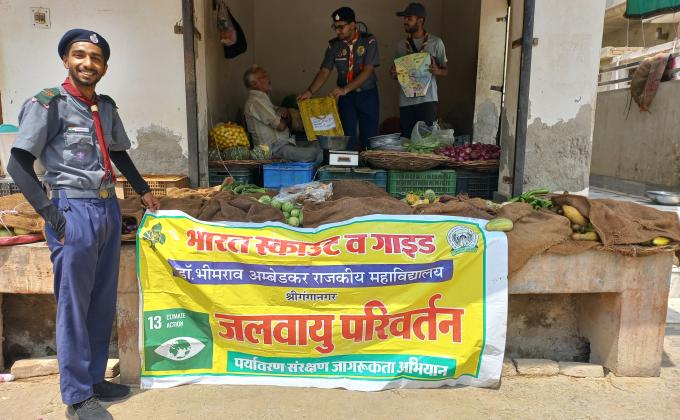 भारत स्काउट व गाइड
डॉ.भीमराव अम्बेडकर राजकीय महाविद्यालय
श्रीगंगानगर
13 CLIMATE ACTION
जलवायु परिवर्तन
पर्यावरण संरक्षण जागरूकता अभियान